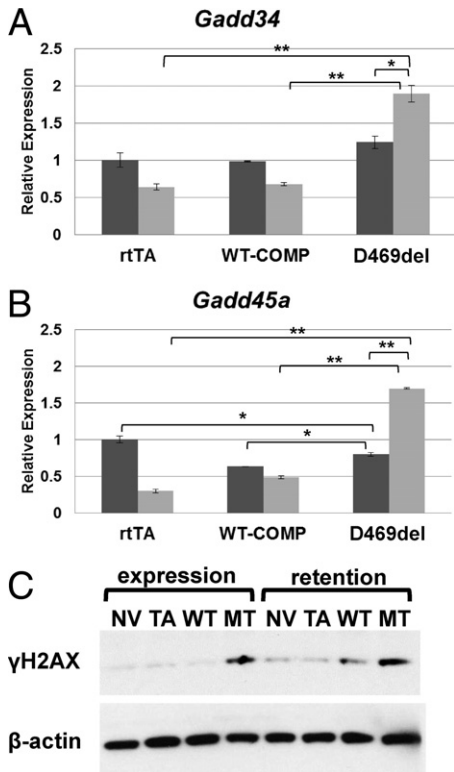 A
Gadd34
**
*
**
2.5
2
1.5
1
0.5
0
Relative Expression
rtTA WT-COMP D469del
B
Gadd45a
**
**
**
*
*
2.5
2
1.5
1
0.5
0
Relative Expression
rtTA WT-COMP D469del
C
expression retention
NV TA WT MT NV TA WT MT
γH2AX
β-actin